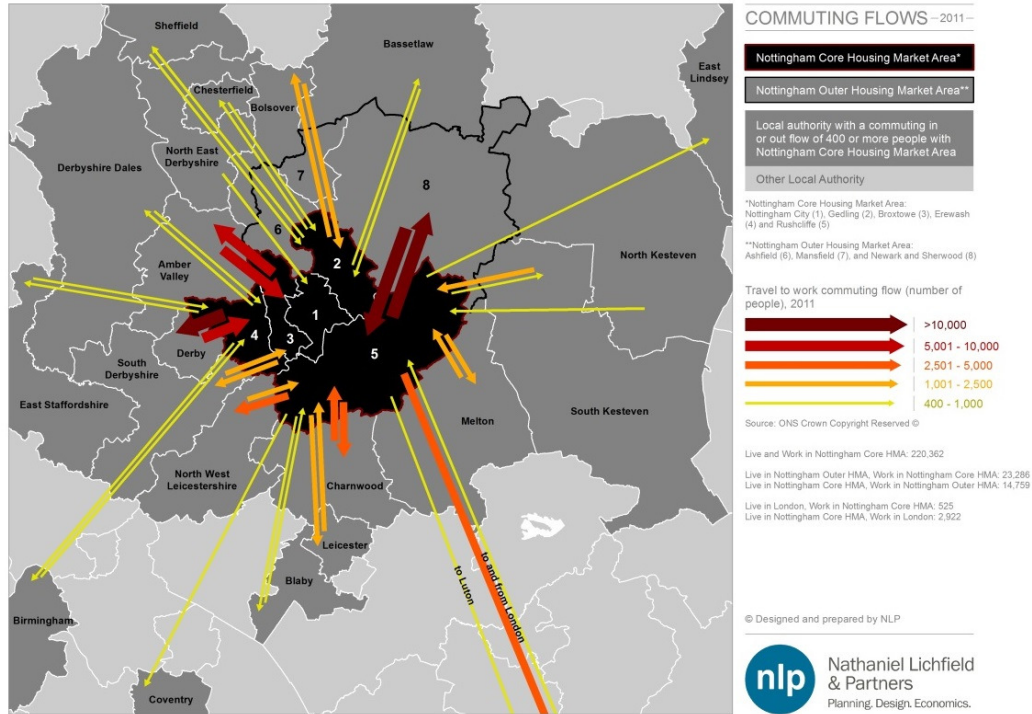 COMMUTING FLOWS –2011–
Nottingham Core Housing Market Area*
Nottingham Outer Housing Market Area**
Local authority with a commuting in
or out flow of 400 or more people with
Nottingham Core Housing Market Area
Other Local Authority
*Nottingham Core Housing Market Area:
Nottingham City (1), Gedling (2), Broxtowe (3), Erewash
(4) and Rushcliffe (5)
**Nottingham Outer Housing Market Area:
Ashfield (6), Mansfield (7), and Newark and Sherwood (8)
Travel to work commuting flow (number of
people), 2011
>10,000
5,001 - 10,000
2,501 - 5,000
1,001 - 2,500
400 - 1,000
Source: ONS Crown Copyright Reserved ©
Live and Work in Nottingham Core HMA: 220,362
Live in Nottingham Outer HMA, Work in Nottingham Core HMA: 23,286
Live in Nottingham Core HMA, Work in Nottingham Outer HMA: 14,759
Live in London, Work in Nottingham Core HMA: 525
Live in Nottingham Core HMA, Work in London: 2,922
© Designed and prepared by NLP
nlp
Nathaniel Lichfield
& Partners
Planning. Design. Economics.
Sheffield
Bassetlaw
East
Lindsey
Chesterfield
Bolsover
North East
Derbyshire
Derbyshire Dales
7
8
6
2
North Kesteven
Amber
Valley
1
4
3
5
Derby
South
Derbyshire
East Staffordshire
Melton
South Kesteven
North West
Leicestershire
Charnwood
Leicester
Blaby
to Luton
to and from London
Birmingham
Coventry